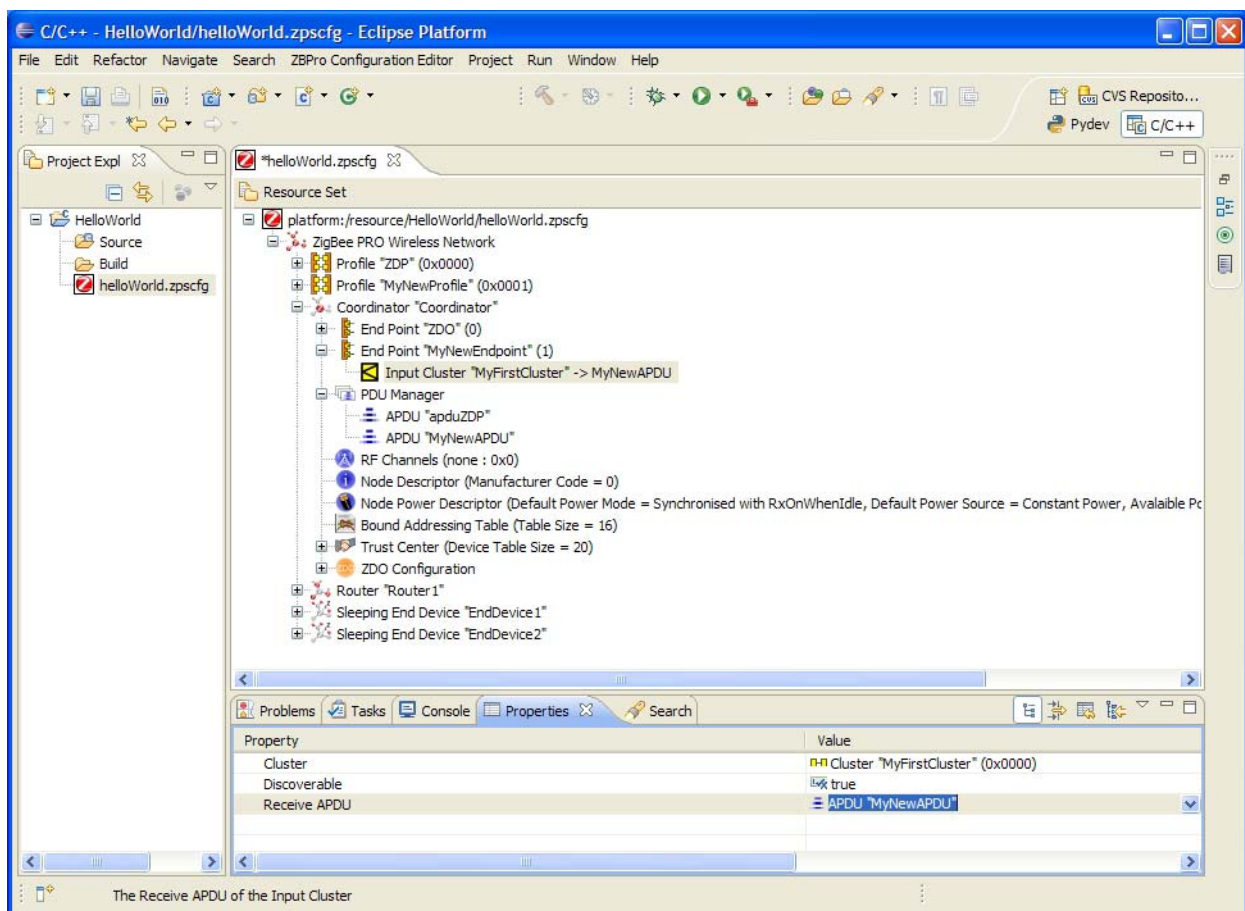 C/C++ - HelloWorld/helloWorld.zpscfg - Eclipse Platform
File Edit Refactor Navigate Search ZBPro Configuration Editor Project Run Window Help
CVS Reposito...
Pydev C/C++
Project Expl
*helloWorld.zpscfg
Resource Set
HelloWorld
Source
Build
helloWorld.zpscfg
platform:/resource/HelloWorld/helloWorld.zpscfg
ZigBee PRO Wireless Network
Profile "ZDP" (0x0000)
Profile "MyNewProfile" (0x0001)
Coordinator "Coordinator"
End Point "ZDO" (0)
End Point "MyNewEndpoint" (1)
Input Cluster "MyFirstCluster" -> MyNewAPDU
PDU Manager
APDU "apduZDP"
APDU "MyNewAPDU"
RF Channels (none : 0x0)
Node Descriptor (Manufacturer Code = 0)
Node Power Descriptor (Default Power Mode = Synchronised with RxOnWhenIdle, Default Power Source = Constant Power, Avalaible Pc
Bound Addressing Table (Table Size = 16)
Trust Center (Device Table Size = 20)
ZDO Configuration
Router "Router1"
Sleeping End Device "EndDevice1"
Sleeping End Device "EndDevice2"
Problems Tasks Console Properties Search
Property Value
Cluster Cluster "MyFirstCluster" (0x0000)
Discoverable true
Receive APDU APDU "MyNewAPDU"
The Receive APDU of the Input Cluster